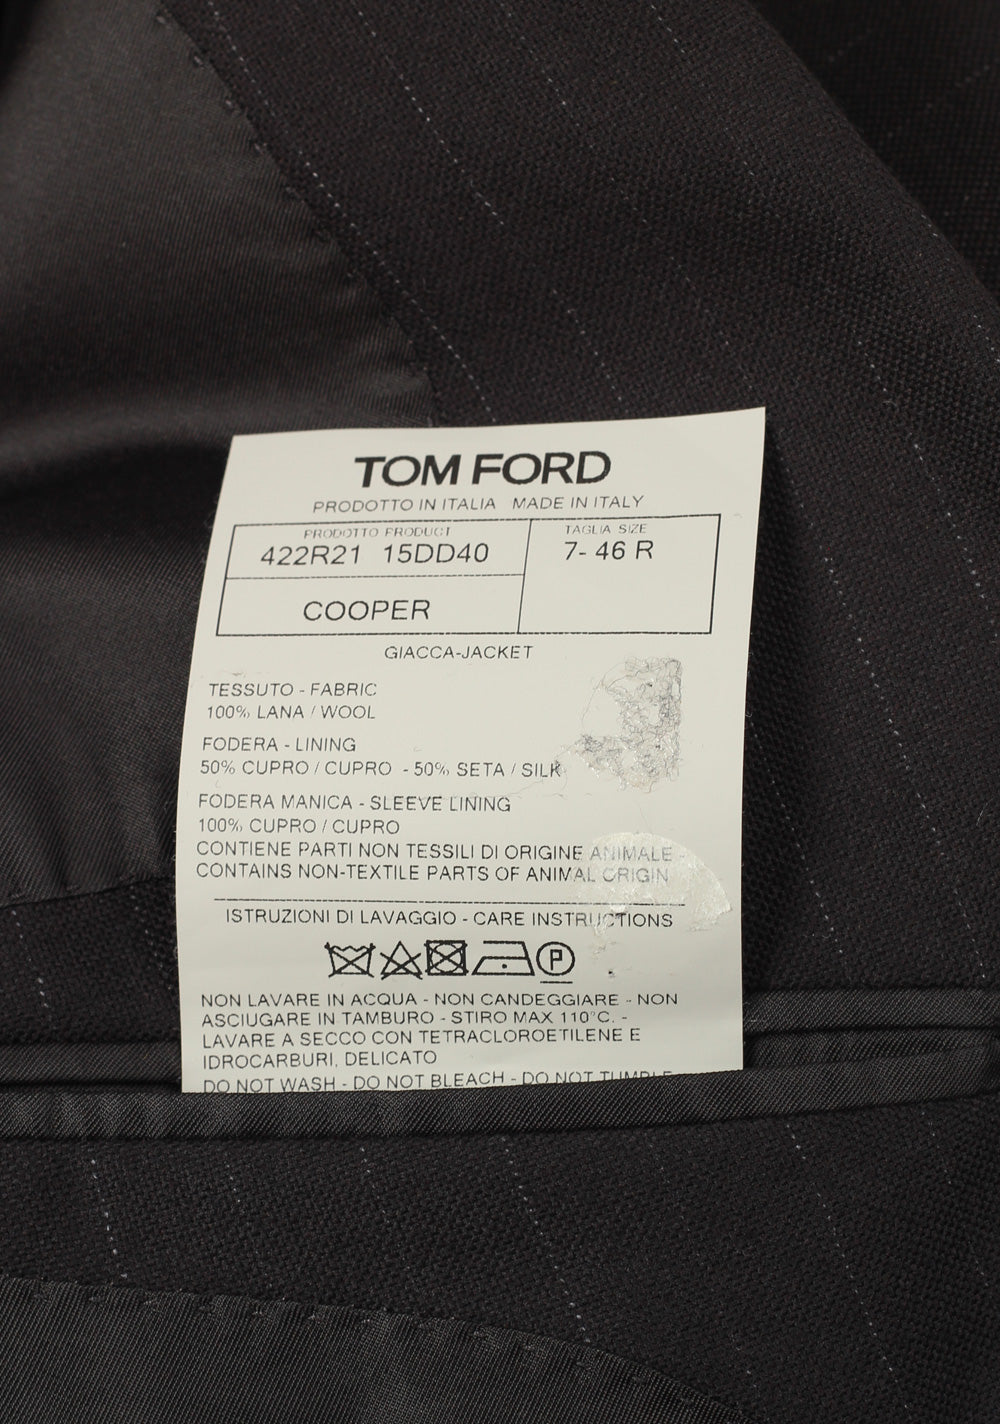 TOM FORD
PRODOTTO IN ITALIA MADE IN ITALY
PRODOTTO PRODUCT
422R21 15DD40
TAGLIA SIZE
7- 46 R
COOPER
GIACCA-JACKET
TESSUTO - FABRIC
100% LANA / WOOL
FODERA - LINING
50% CUPRO / CUPRO - 50% SETA / SILK
FODERA MANICA - SLEEVE LINING
100% CUPRO / CUPRO
CONTIENE PARTI NON TESSILI DI ORIGINE ANIMALE -
CONTAINS NON-TEXTILE PARTS OF ANIMAL ORIGIN
ISTRUZIONI DI LAVAGGIO - CARE INSTRUCTIONS
P
NON LAVARE IN ACQUA - NON CANDEGGIARE - NON
ASCIUGARE IN TAMBURO - STIRO MAX 110°C. -
LAVARE A SECCO CON TETRACLOROETILENE E
IDROCARBURI, DELICATO
DO NOT WASH - DO NOT BLEACH - DO NOT TUMBLE